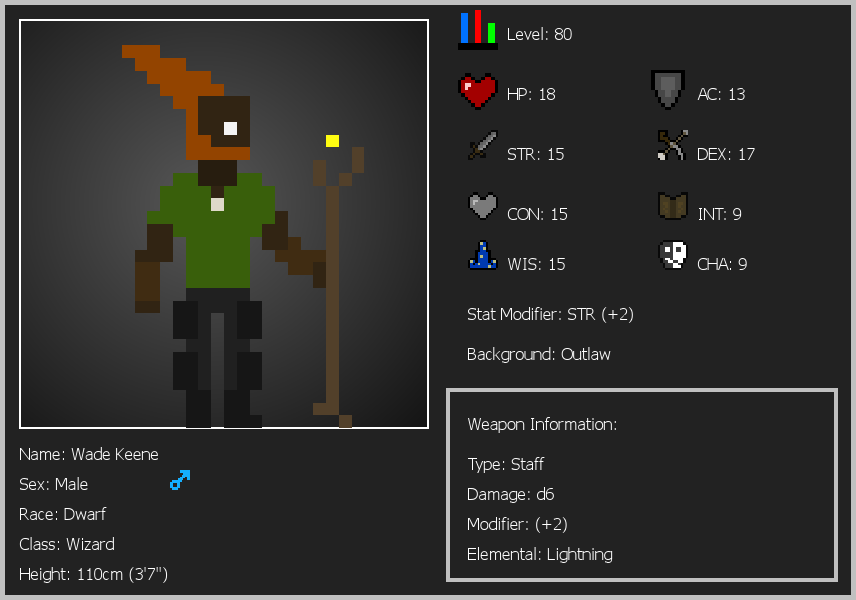 Level: 80
HP: 18
AC: 13
STR: 15
DEX: 17
CON: 15
INT: 9
WIS: 15
CHA: 9
Stat Modifier: STR (+2)
Background: Outlaw
Weapon Information:
Type: Staff
Damage: d6
Modifier: (+2)
Elemental: Lightning
Name: Wade Keene
Sex: Male
Race: Dwarf
Class: Wizard
Height: 110cm (3'7")